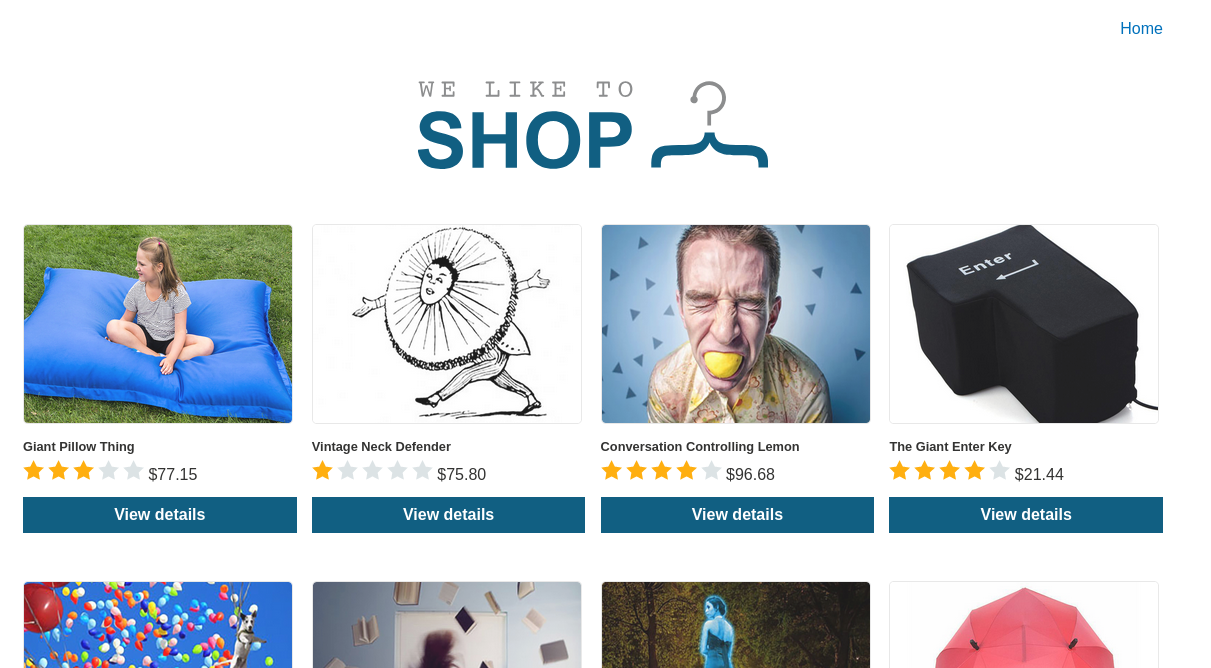 Home
WE LIKE TO
SHOP
Enter
Giant Pillow Thing
Vintage Neck Defender
Conversation Controlling Lemon
The Giant Enter Key
$77.15
$75.80
$96.68
$21.44
View details
View details
View details
View details